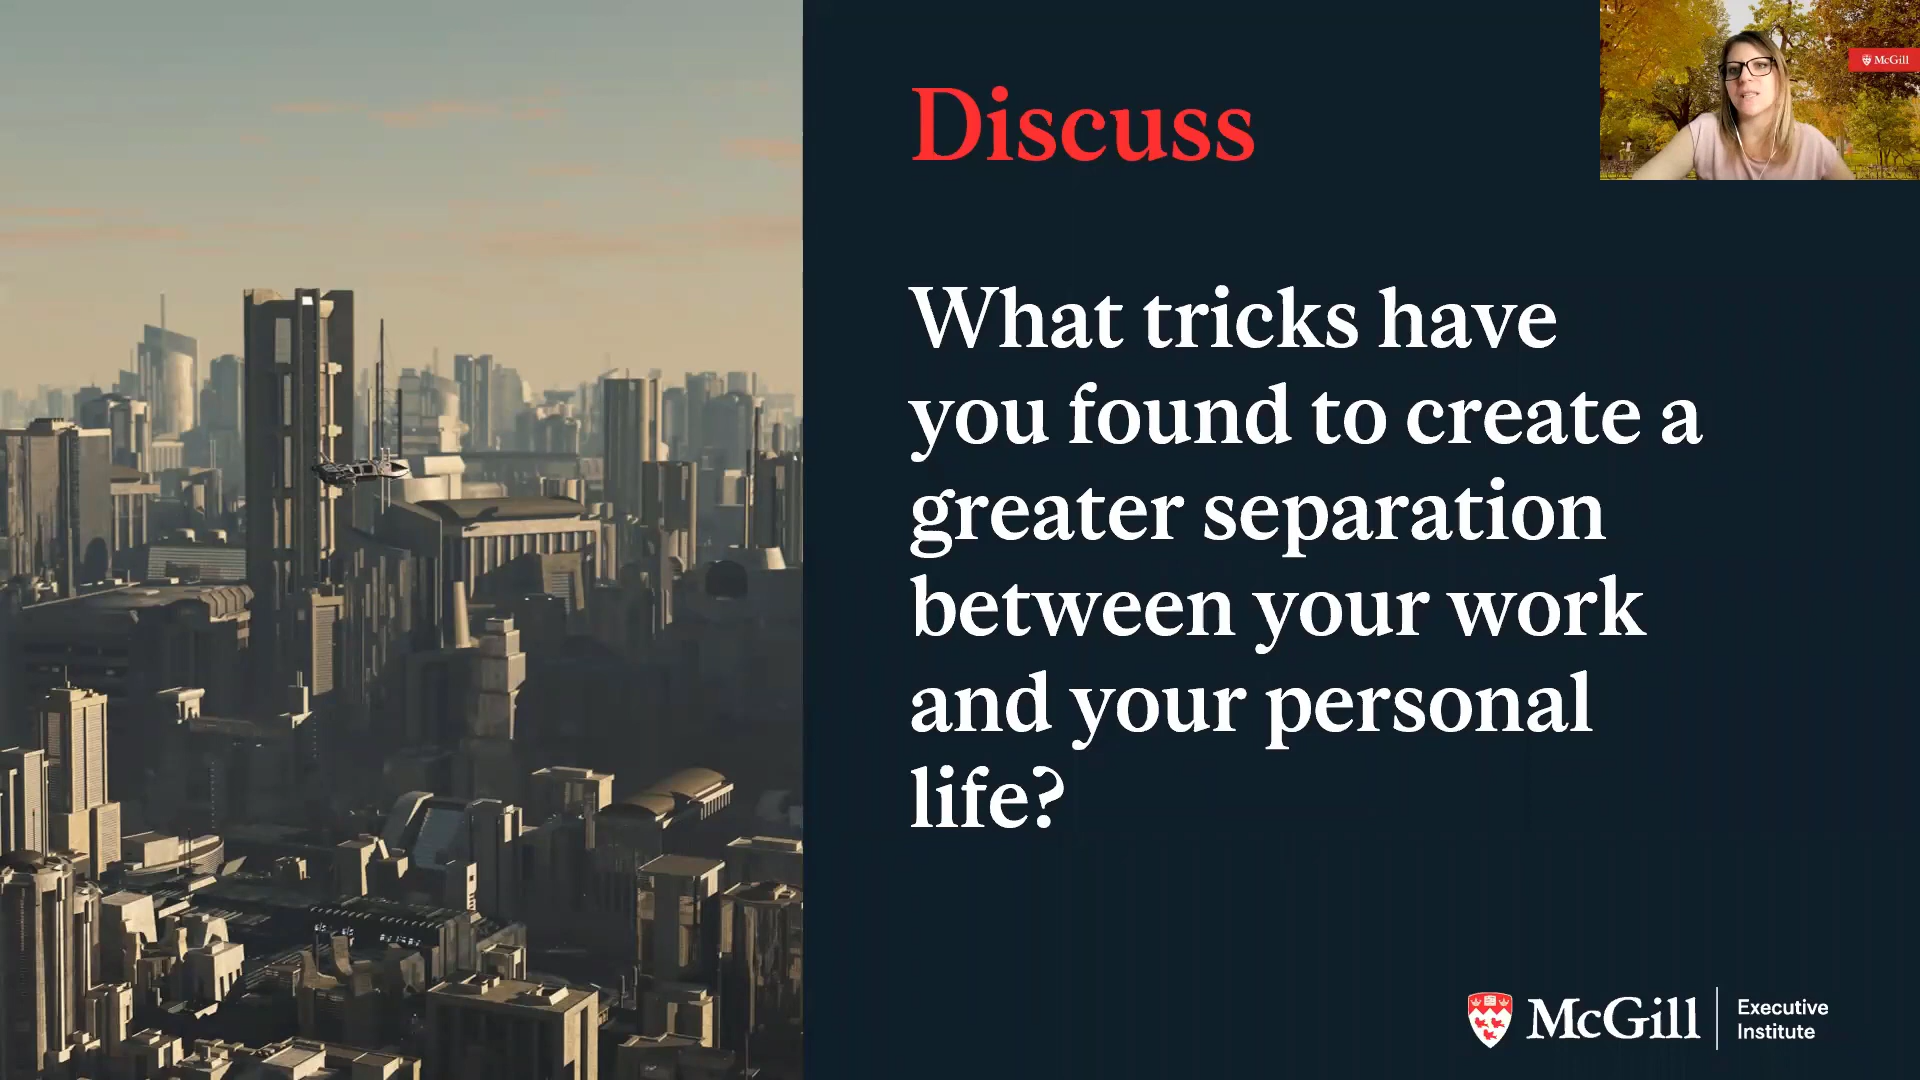 Discuss
McGill
What tricks have
you found to create a
greater separation
between your work
and your personal
life?
McGill
Executive
Institute